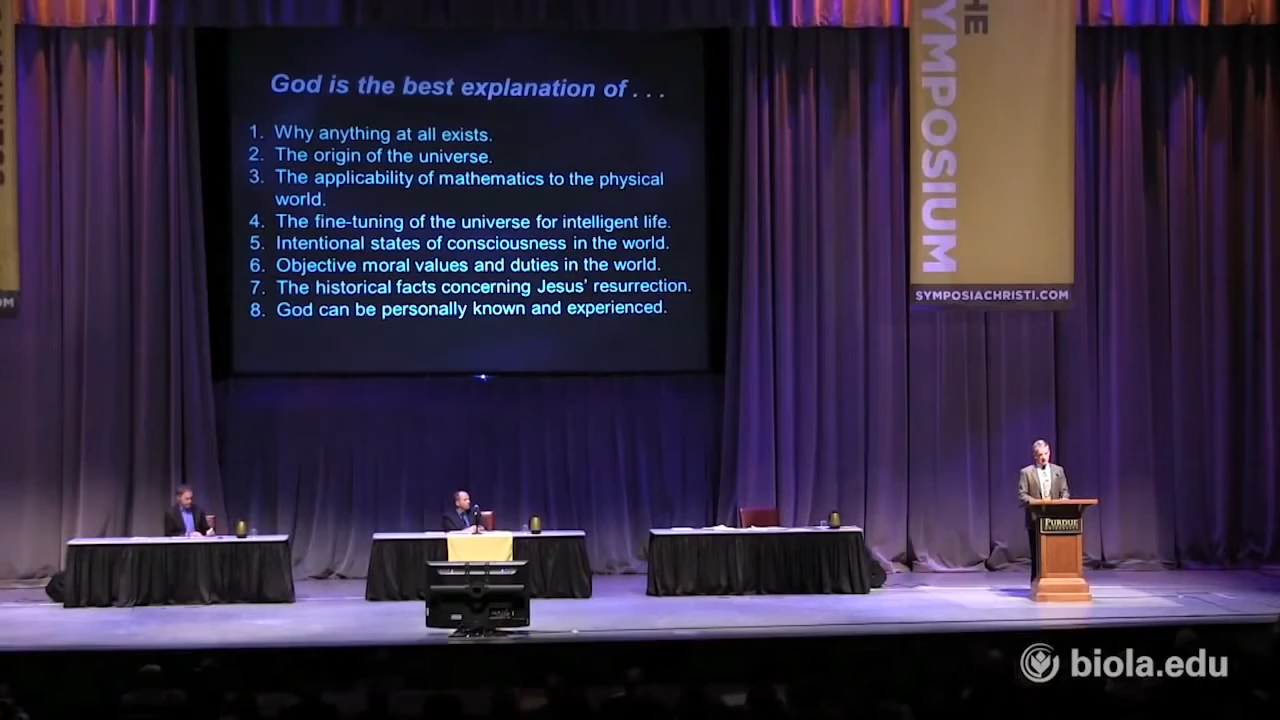 God is the best explanation of . . .
1. Why anything at all exists.
2. The origin of the universe.
3. The applicability of mathematics to the physical
world.
4. The fine-tuning of the universe for intelligent life.
5. Intentional states of consciousness in the world.
6. Objective moral values and duties in the world.
7. The historical facts concerning Jesus’ resurrection.
8. God can be personally known and experienced.
THE
SYMPOSIUM
SYMPOSIACHRISTI.COM
OM
PURDUE
UNIVERSITY
biola.edu